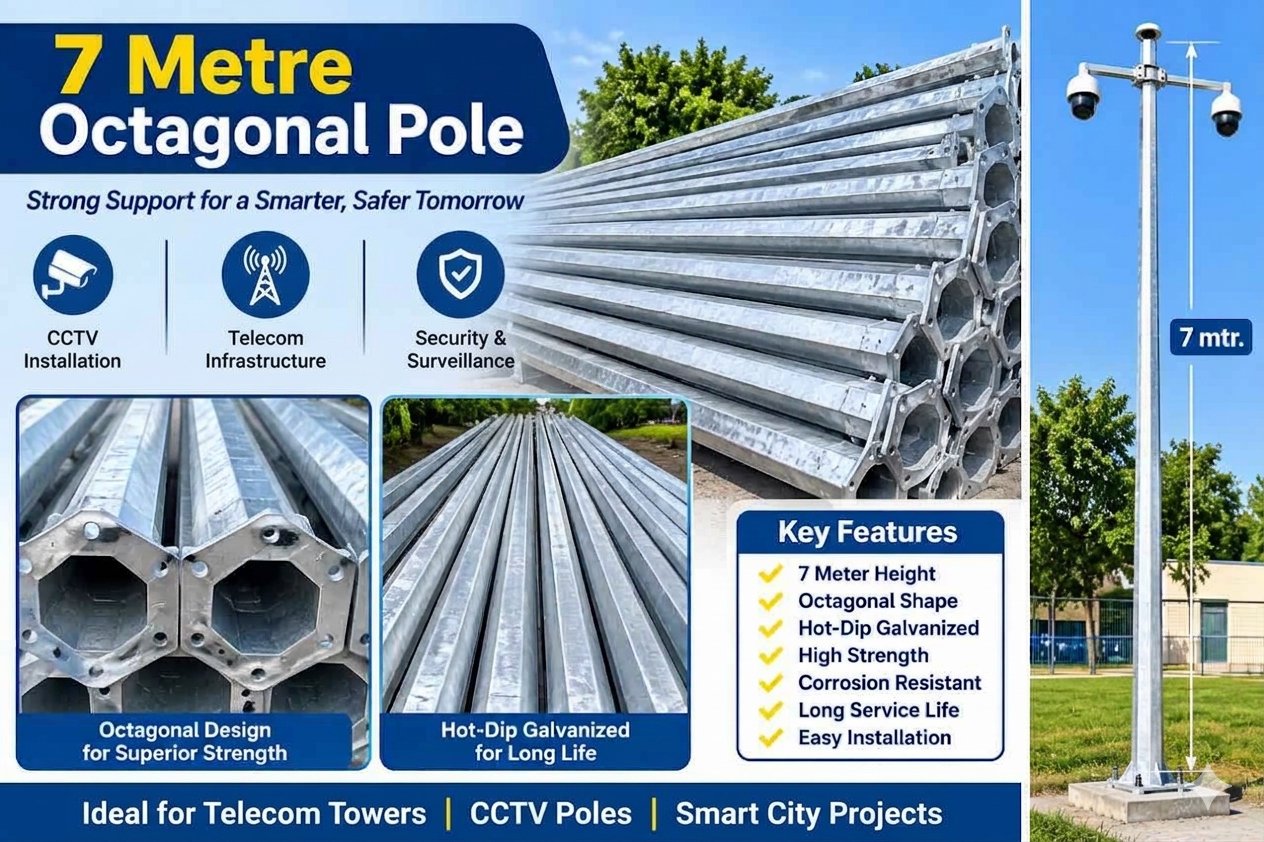 7 Metre
Octagonal Pole
Strong Support for a Smarter, Safer Tomorrow
CCTV
Installation
Telecom
Infrastructure
Security &
Surveillance
7 mtr.
Octagonal Design
for Superior Strength
Hot-Dip Galvanized
for Long Life
Key Features
7 Meter Height
Octagonal Shape
Hot-Dip Galvanized
High Strength
Corrosion Resistant
Long Service Life
Easy Installation
Ideal for Telecom Towers | CCTV Poles | Smart City Projects